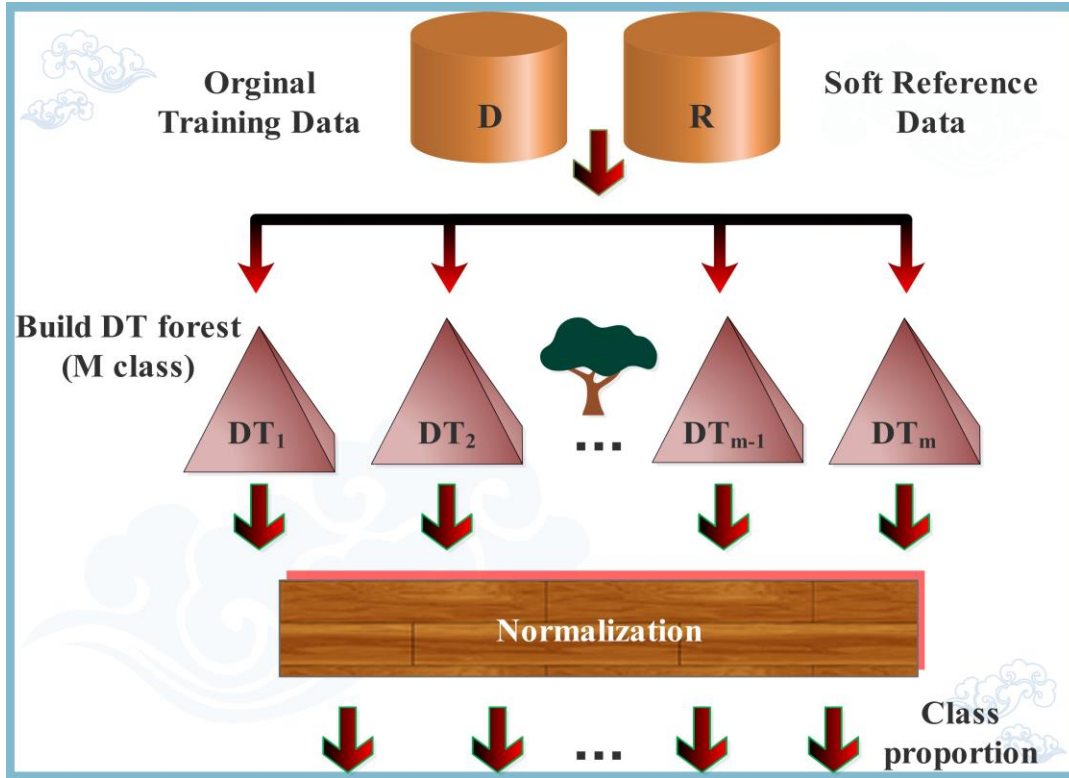 Orginal
Training Data
D
R
Soft Reference
Data
Build DT forest
(M class)
DT₁
DT₂
...
DTₘ₋₁
DTₘ
Normalization
...
Class
proportion